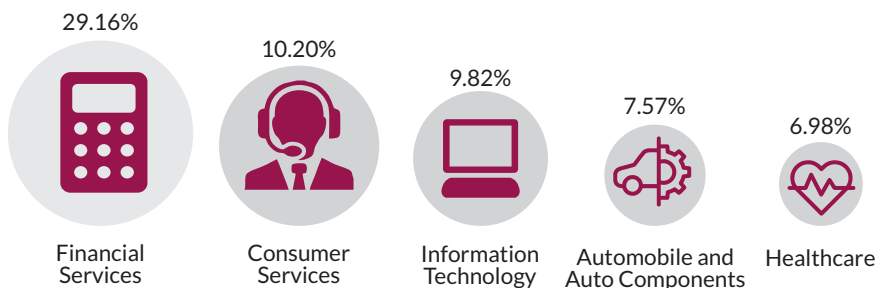 29.16%
Financial
Services
10.20%
Consumer
Services
9.82%
Information
Technology
7.57%
Automobile and
Auto Components
6.98%
Healthcare